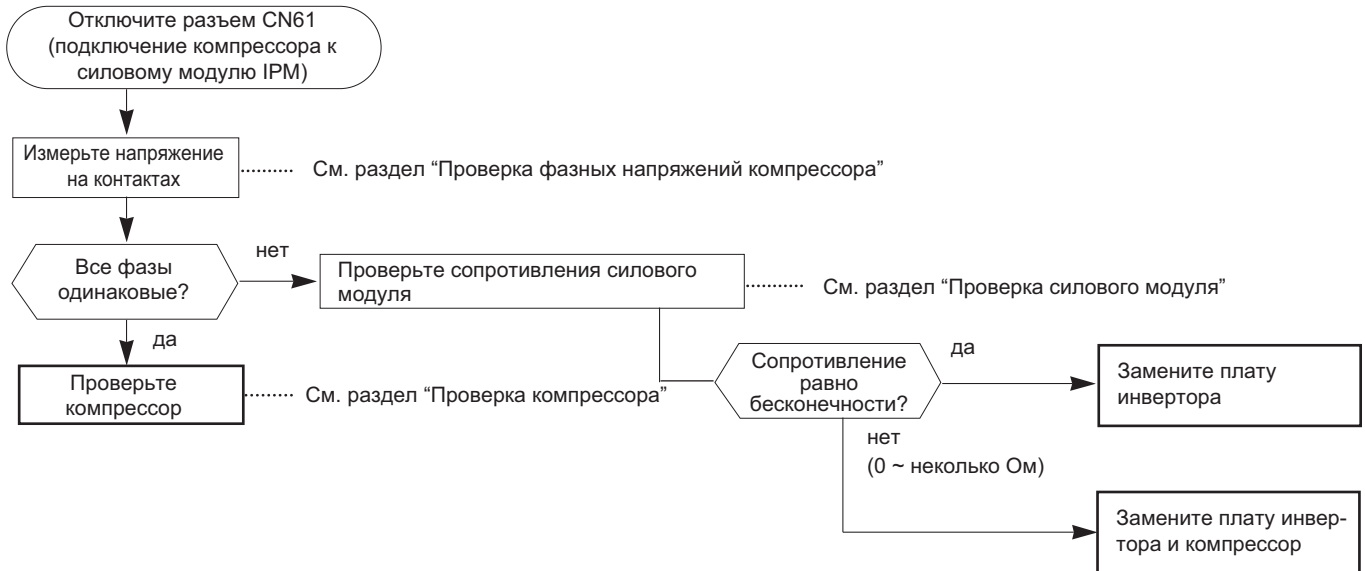 Отключите разъем CN61
(подключение компрессора к
силовому модулю IPM)
Измерьте напряжение
на контактах
См. раздел “Проверка фазных напряжений компрессора”
Все фазы
одинаковые?
нет
Проверьте сопротивления силового
модуля
См. раздел “Проверка силового модуля”
да
Проверьте
компрессор
См. раздел “Проверка компрессора”
Сопротивление
равно
бесконечности?
да
Замените плату
инвертора
нет
(0 ~ неколько Ом)
Замените плату инвер-
тора и компрессор